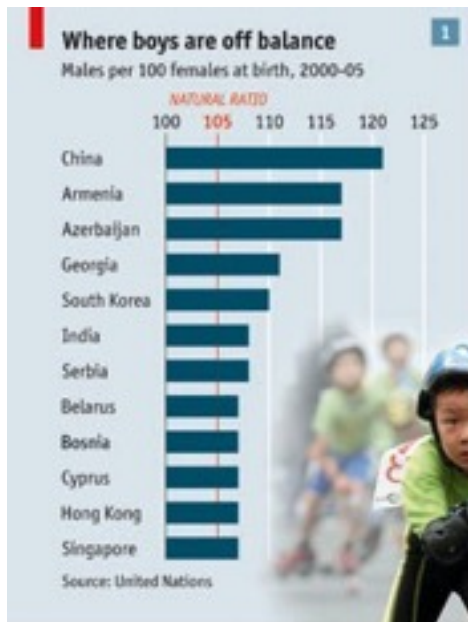 1
Where boys are off balance
Males per 100 females at birth, 2000-05
NATURAL RATIO
100 105 110 115 120 125
China
Armenia
Azerbaijan
Georgia
South Korea
India
Serbia
Belarus
Bosnia
Cyprus
Hong Kong
Singapore
Source: United Nations